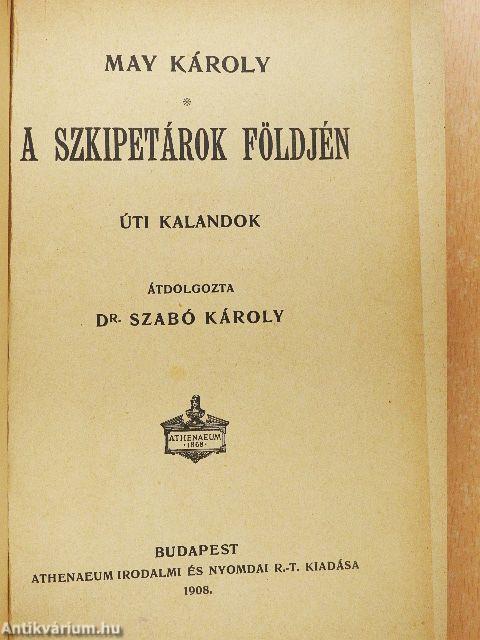 MAY KÁROLY
*
A SZKIPETÁROK FÖLDJÉN
ÚTI KALANDOK
ÁTDOLGOZTA
DR. SZABÓ KÁROLY
ATHENAEUM
·1868·
BUDAPEST
ATHENAEUM IRODALMI ÉS NYOMDAI R.-T. KIADÁSA
1908.
Antikvárium.hu